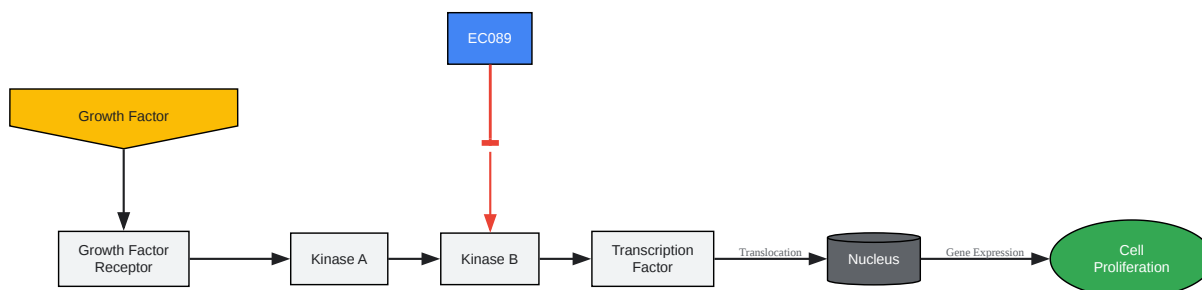 EC089
Growth Factor
Growth Factor
Receptor
Kinase A
Kinase B
Transcription
Factor
Translocation
Nucleus
Gene Expression
Cell
Proliferation